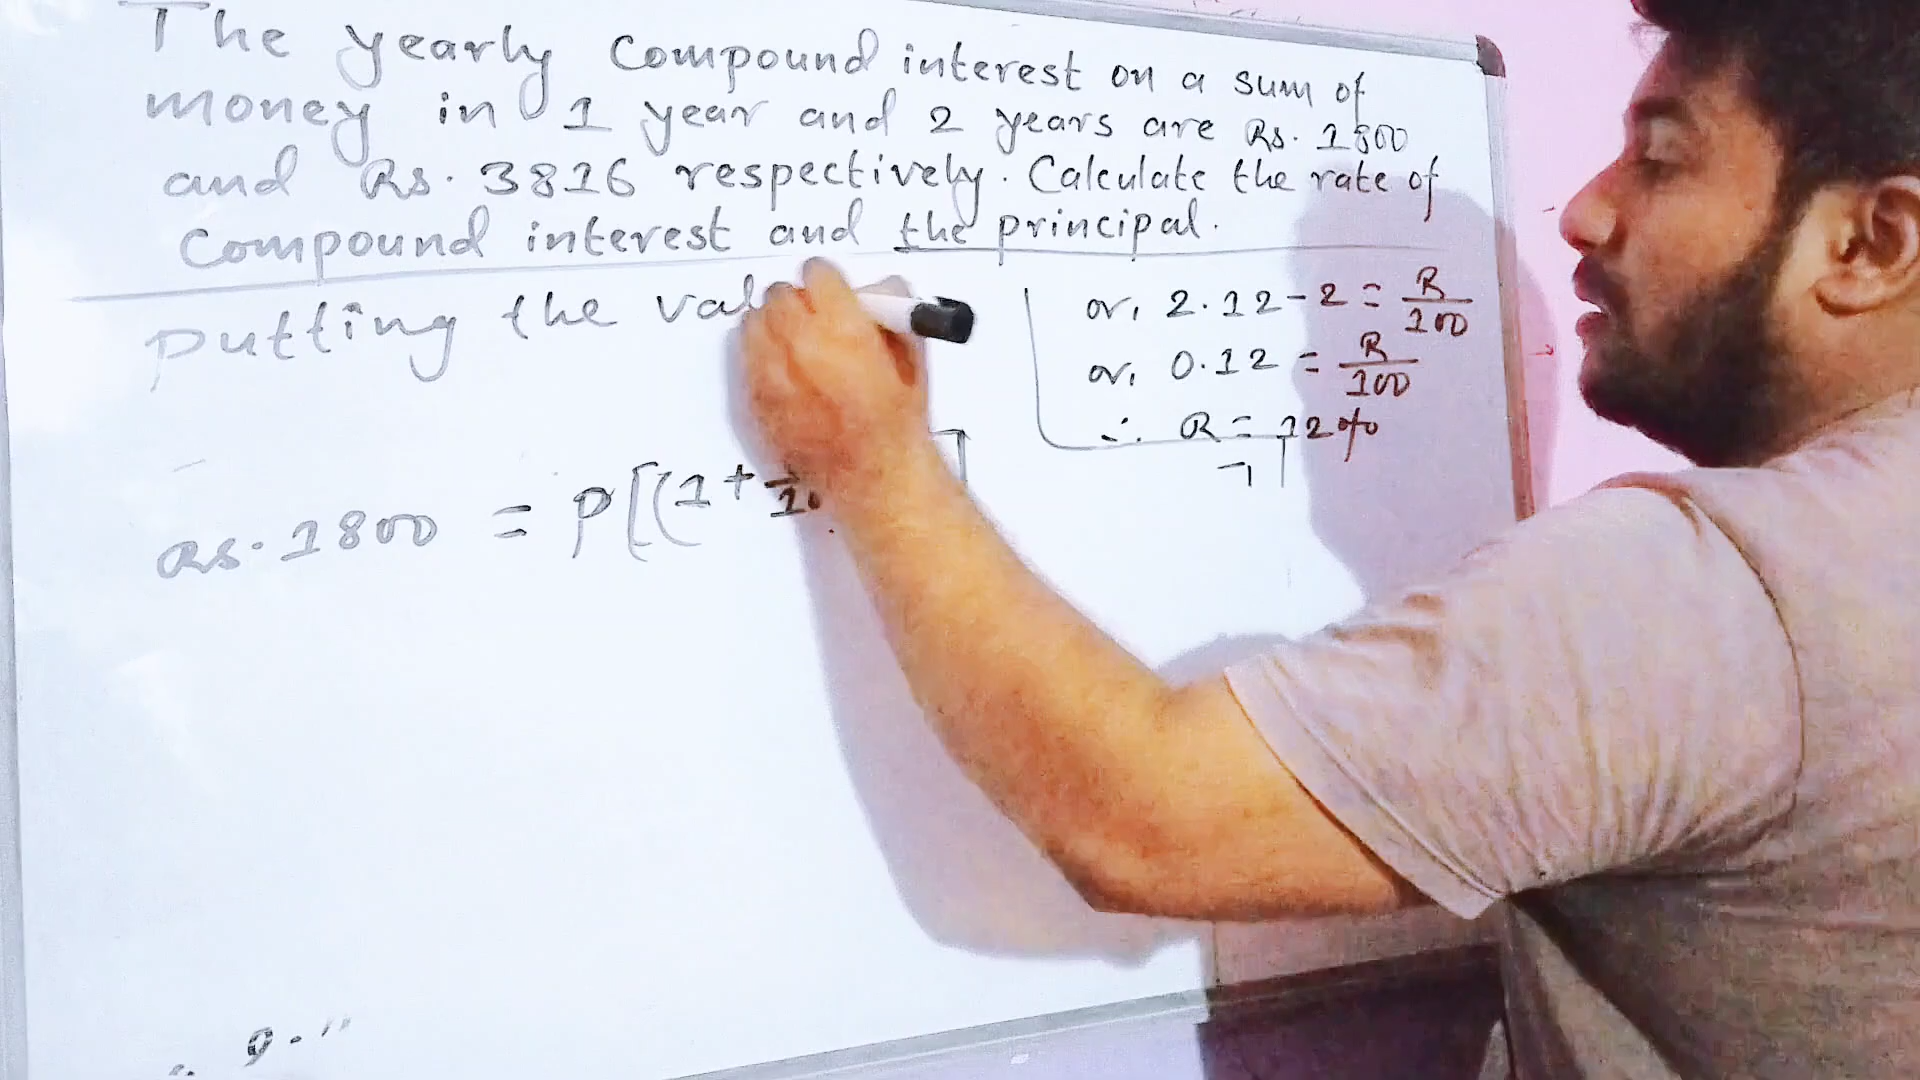 The yearly compound interest on a sum of
money in 1 year and 2 years are Rs. 1800
and Rs. 3816 respectively. Calculate the rate of
compound interest and the principal.
putting the val
Rs. 1800 = P[(1+
or, 2.12-2 = R/100
or, 0.12 = R/100
∴ R = 12%